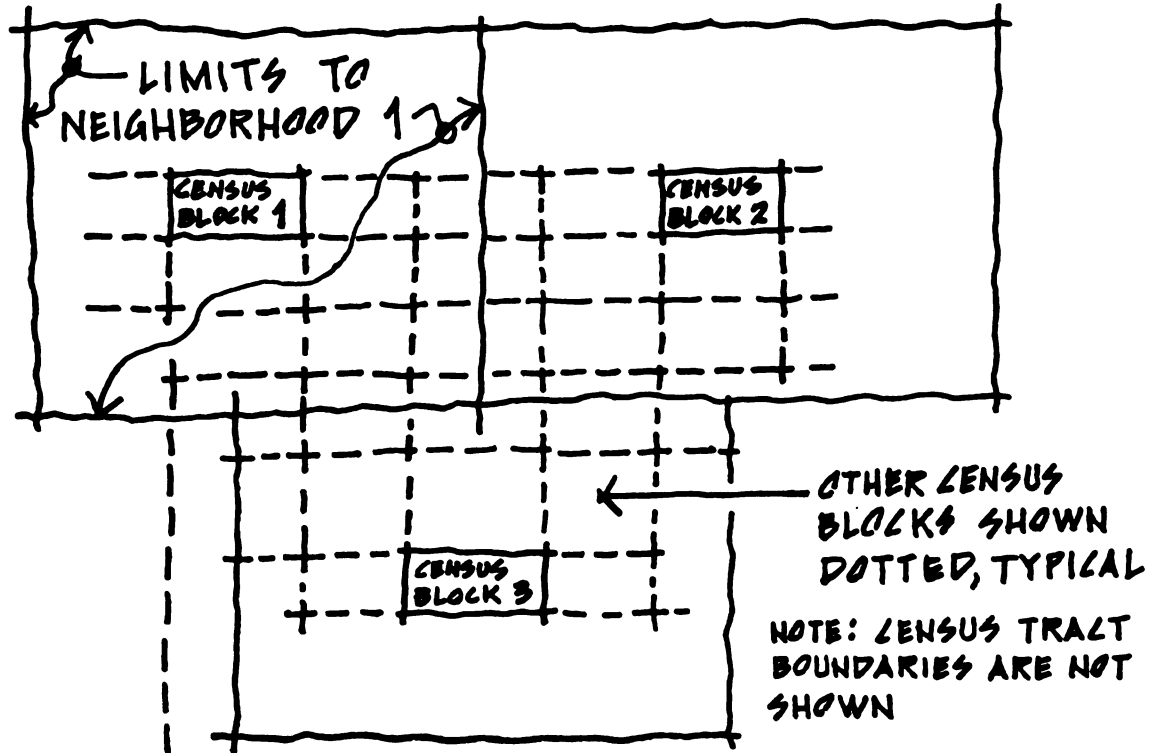 LIMITS TO
NEIGHBORHOOD 1
CENSUS
BLOCK 1
CENSUS
BLOCK 2
OTHER CENSUS
BLOCKS SHOWN
DOTTED, TYPICAL
CENSUS
BLOCK 3
NOTE: CENSUS TRACT
BOUNDARIES ARE NOT
SHOWN